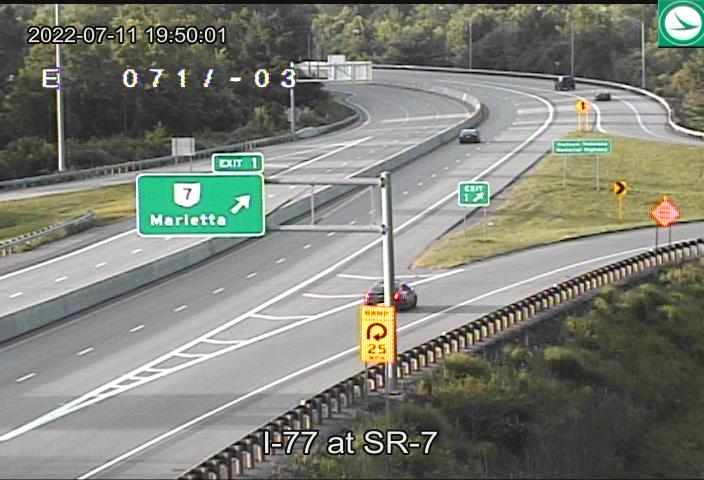 2022-07-11 19:50:01
E 071/-03
EXIT 1
7
Marietta
EXIT
1
RAMP
25
M.P.H.
I-77 at SR-7